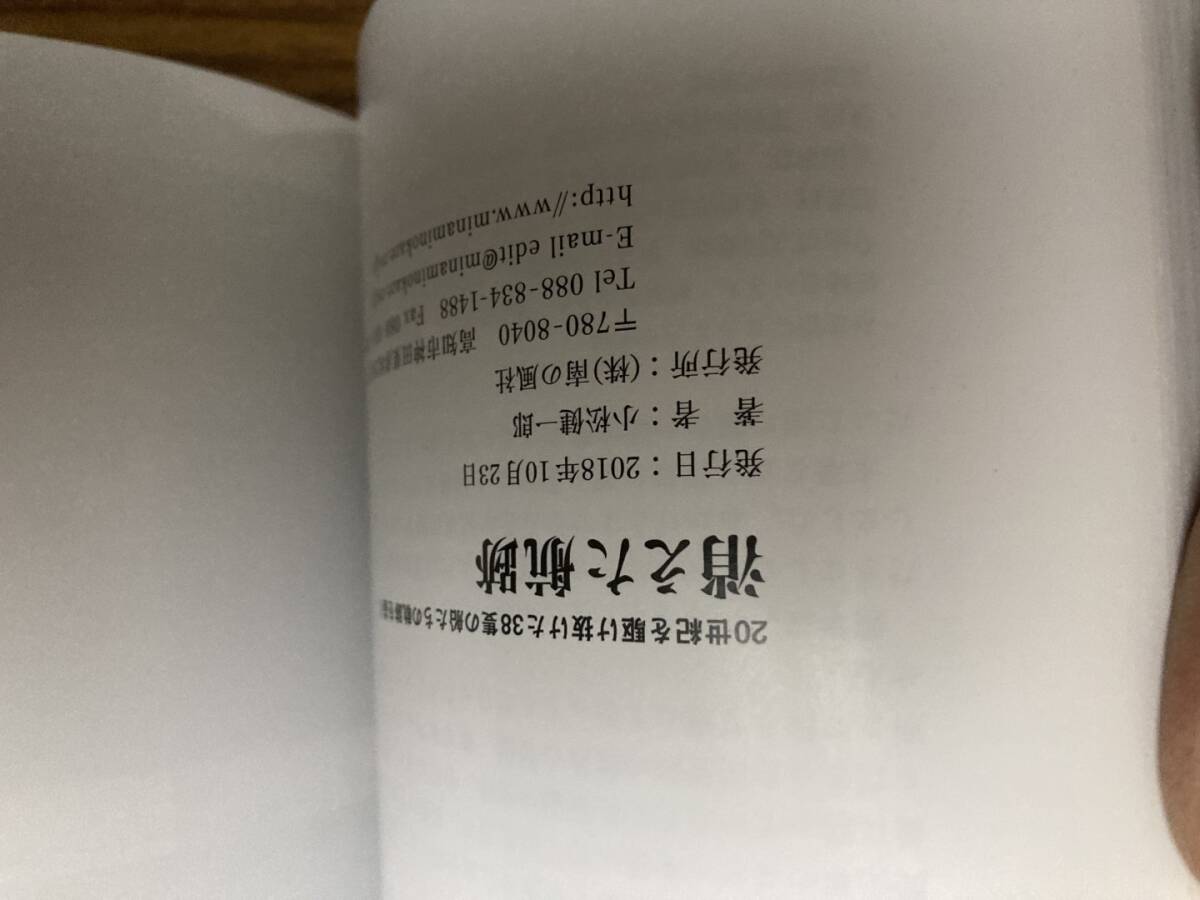 20世紀を駆け抜けた38隻の船たちの軌跡
消えた航跡
発行日：2018年10月23日
著　者：小松健一郎
発行所：(株)南の風社
〒780-8040　高知市神田
Tel 088-834-1488　Fax 088
E-mail edit@minaminokaze
http://www.minaminokaze